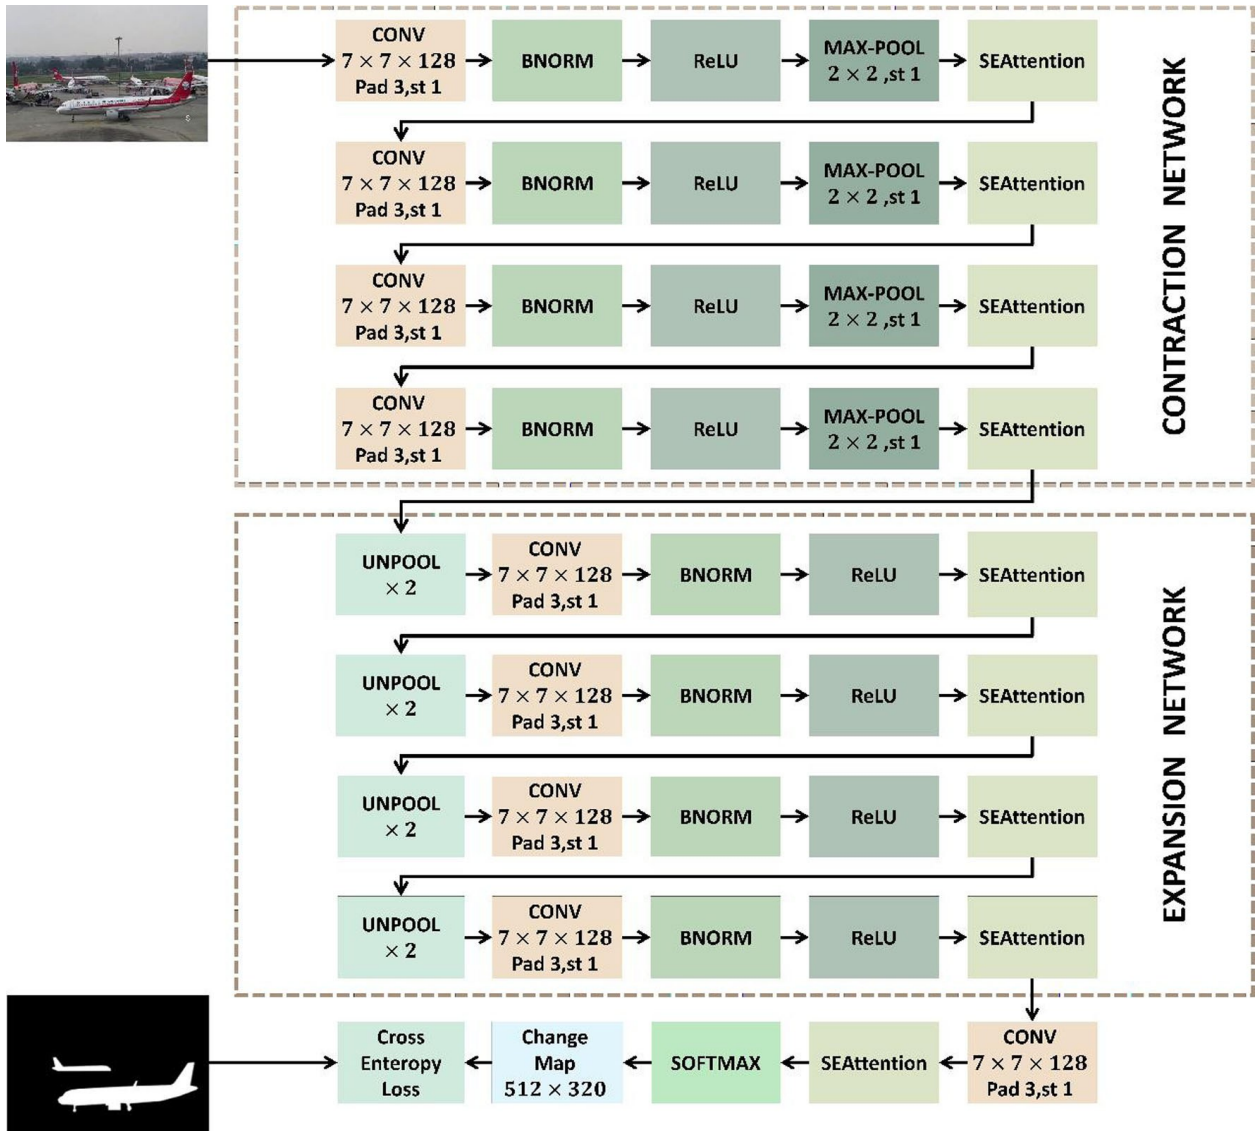 CONV
7 × 7 × 128
Pad 3,st 1
BNORM
ReLU
MAX-POOL
2 × 2 ,st 1
SEAttention
CONV
7 × 7 × 128
Pad 3,st 1
BNORM
ReLU
MAX-POOL
2 × 2 ,st 1
SEAttention
CONV
7 × 7 × 128
Pad 3,st 1
BNORM
ReLU
MAX-POOL
2 × 2 ,st 1
SEAttention
CONV
7 × 7 × 128
Pad 3,st 1
BNORM
ReLU
MAX-POOL
2 × 2 ,st 1
SEAttention
CONTRACTION NETWORK
UNPOOL
× 2
CONV
7 × 7 × 128
Pad 3,st 1
BNORM
ReLU
SEAttention
UNPOOL
× 2
CONV
7 × 7 × 128
Pad 3,st 1
BNORM
ReLU
SEAttention
UNPOOL
× 2
CONV
7 × 7 × 128
Pad 3,st 1
BNORM
ReLU
SEAttention
UNPOOL
× 2
CONV
7 × 7 × 128
Pad 3,st 1
BNORM
ReLU
SEAttention
EXPANSION NETWORK
Cross
Enteropy
Loss
Change
Map
512 × 320
SOFTMAX
SEAttention
CONV
7 × 7 × 128
Pad 3,st 1